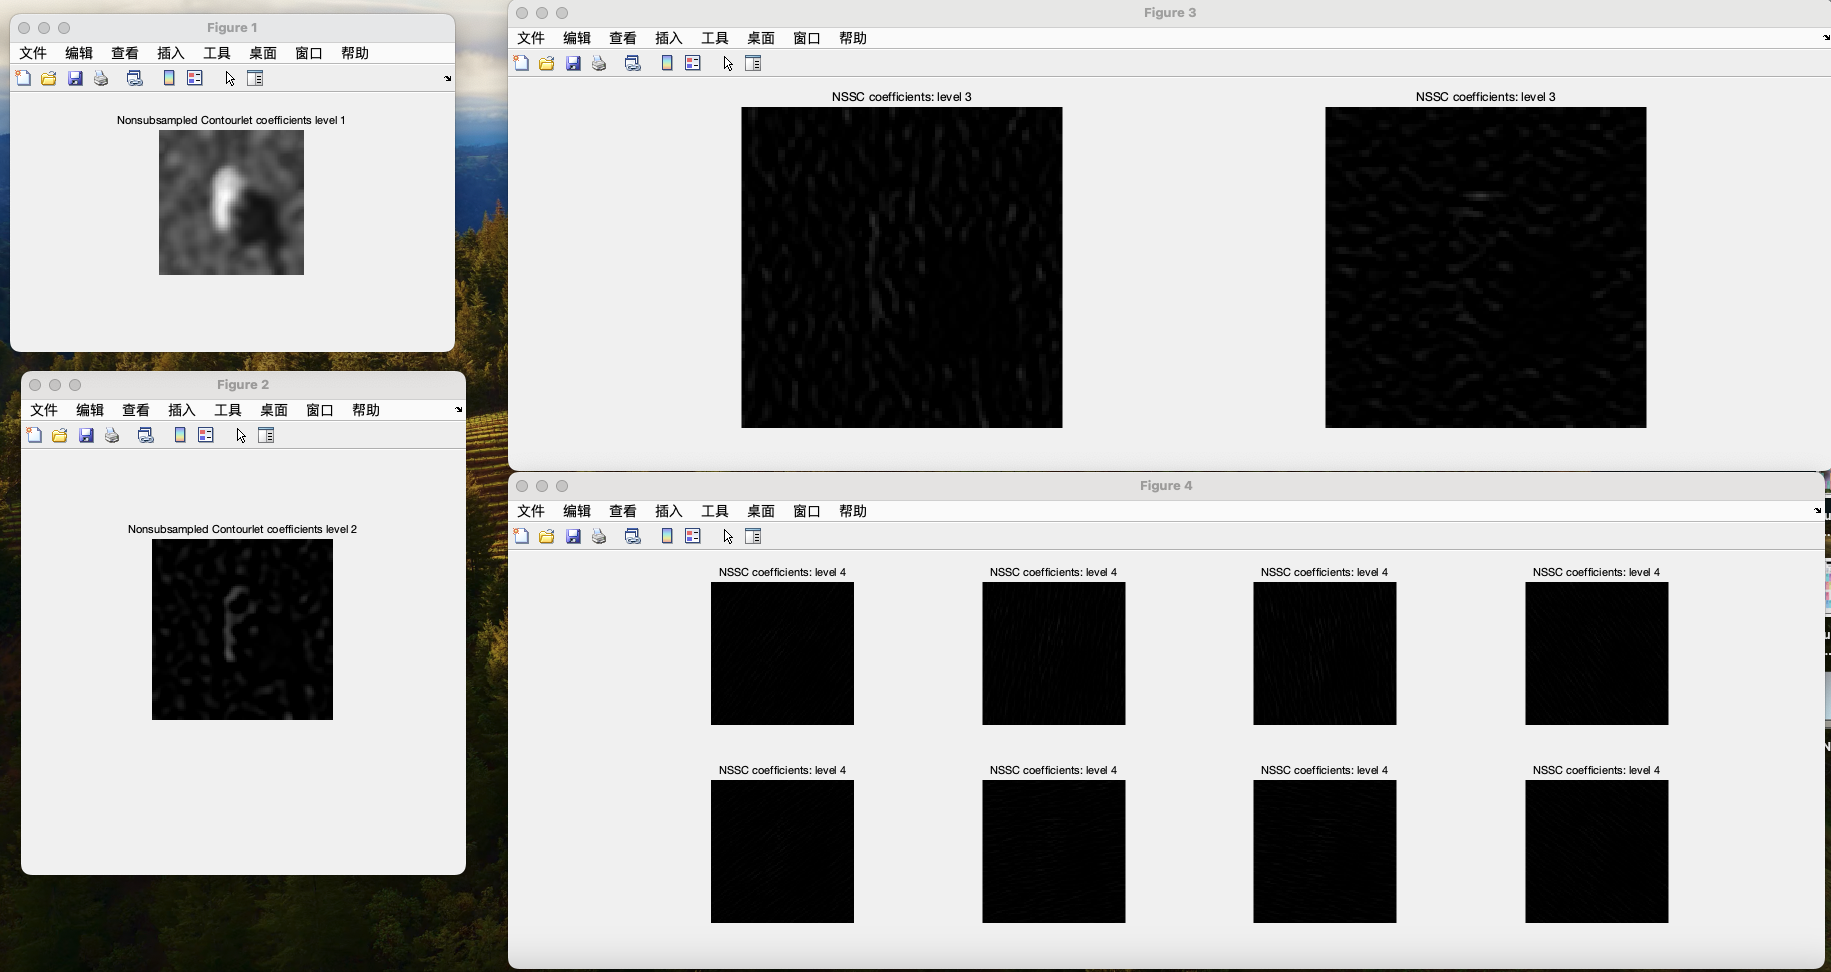 Figure 1
文件 编辑 查看 插入 工具 桌面 窗口 帮助
Nonsubsampled Contourlet coefficients level 1
Figure 2
文件 编辑 查看 插入 工具 桌面 窗口 帮助
Nonsubsampled Contourlet coefficients level 2
Figure 3
文件 编辑 查看 插入 工具 桌面 窗口 帮助
NSSC coefficients: level 3 NSSC coefficients: level 3
Figure 4
文件 编辑 查看 插入 工具 桌面 窗口 帮助
NSSC coefficients: level 4 NSSC coefficients: level 4 NSSC coefficients: level 4 NSSC coefficients: level 4
NSSC coefficients: level 4 NSSC coefficients: level 4 NSSC coefficients: level 4 NSSC coefficients: level 4